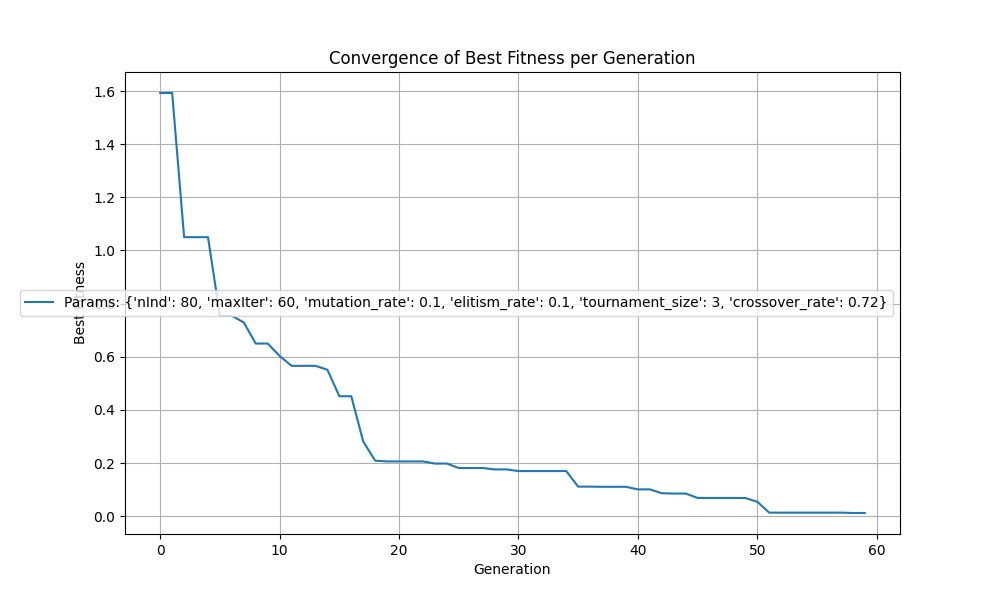 Convergence of Best Fitness per Generation
1.6
1.4
1.2
1.0
Params: {'nInd': 80, 'maxIter': 60, 'mutation_rate': 0.1, 'elitism_rate': 0.1, 'tournament_size': 3, 'crossover_rate': 0.72}
0.6
0.4
0.2
0.0
Best Fitness
0 10 20 30 40 50 60
Generation